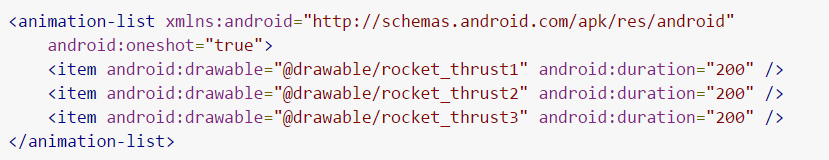 <animation-list xmlns:android="http://schemas.android.com/apk/res/android"
    android:oneshot="true">
    <item android:drawable="@drawable/rocket_thrust1" android:duration="200" />
    <item android:drawable="@drawable/rocket_thrust2" android:duration="200" />
    <item android:drawable="@drawable/rocket_thrust3" android:duration="200" />
</animation-list>